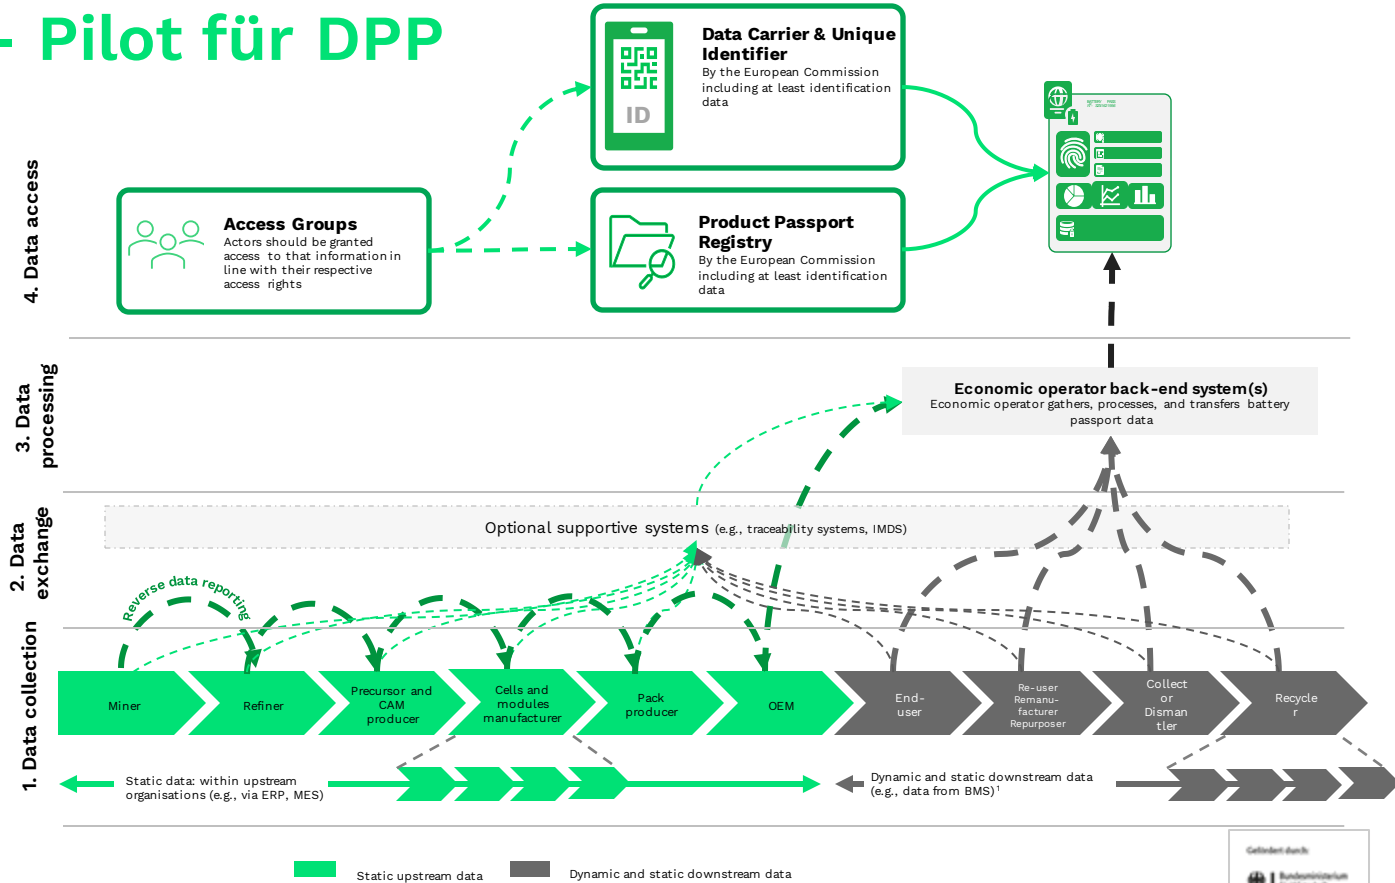 Pilot für DPP
Data Carrier & Unique
Identifier
By the European Commission
including at least identification
data
ID
4. Data access
Access Groups
Actors should be granted
access to that information in
line with their respective
access rights
Product Passport
Registry
By the European Commission
including at least identification
data
3. Data
processing
Economic operator back-end system(s)
Economic operator gathers, processes, and transfers battery
passport data
2. Data
exchange
Optional supportive systems (e.g., traceability systems, IMDS)
Reverse data reporting
1. Data collection
Miner
Refiner
Precursor and
CAM
producer
Cells and
modules
manufacturer
Pack
producer
OEM
End-
user
Re-user
Remanu-
facturer
Repurposer
Collect
or
Disman
tler
Recycle
r
Static data: within upstream
organisations (e.g., via ERP, MES)
Dynamic and static downstream data
(e.g., data from BMS)¹
Static upstream data
Dynamic and static downstream data
Gefördert durch:
Bundesministerium